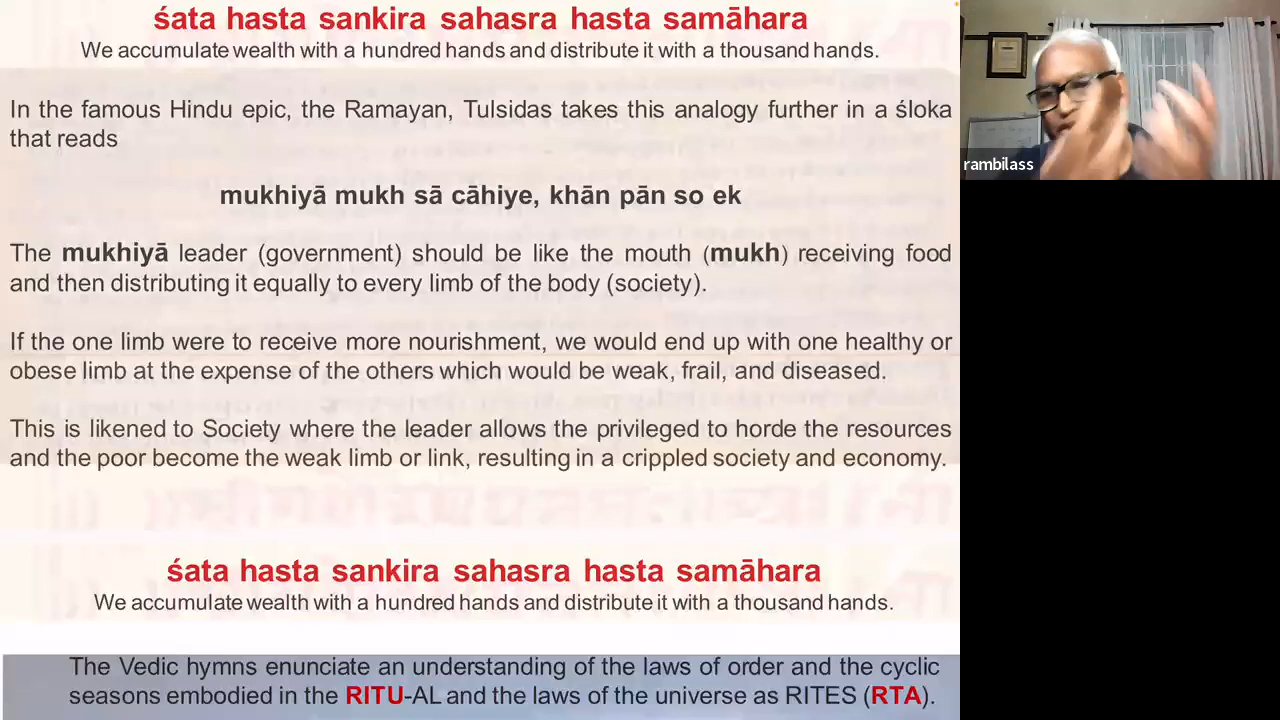 śata hasta sankira sahasra hasta samāhara
We accumulate wealth with a hundred hands and distribute it with a thousand hands.
In the famous Hindu epic, the Ramayan, Tulsidas takes this analogy further in a śloka
that reads
mukhiyā mukh sā cāhiye, khān pān so ek
The mukhiyā leader (government) should be like the mouth (mukh) receiving food
and then distributing it equally to every limb of the body (society).
If the one limb were to receive more nourishment, we would end up with one healthy or
obese limb at the expense of the others which would be weak, frail, and diseased.
This is likened to Society where the leader allows the privileged to horde the resources
and the poor become the weak limb or link, resulting in a crippled society and economy.
śata hasta sankira sahasra hasta samāhara
We accumulate wealth with a hundred hands and distribute it with a thousand hands.
The Vedic hymns enunciate an understanding of the laws of order and the cyclic
seasons embodied in the RITU-AL and the laws of the universe as RITES (RTA).
rambilass